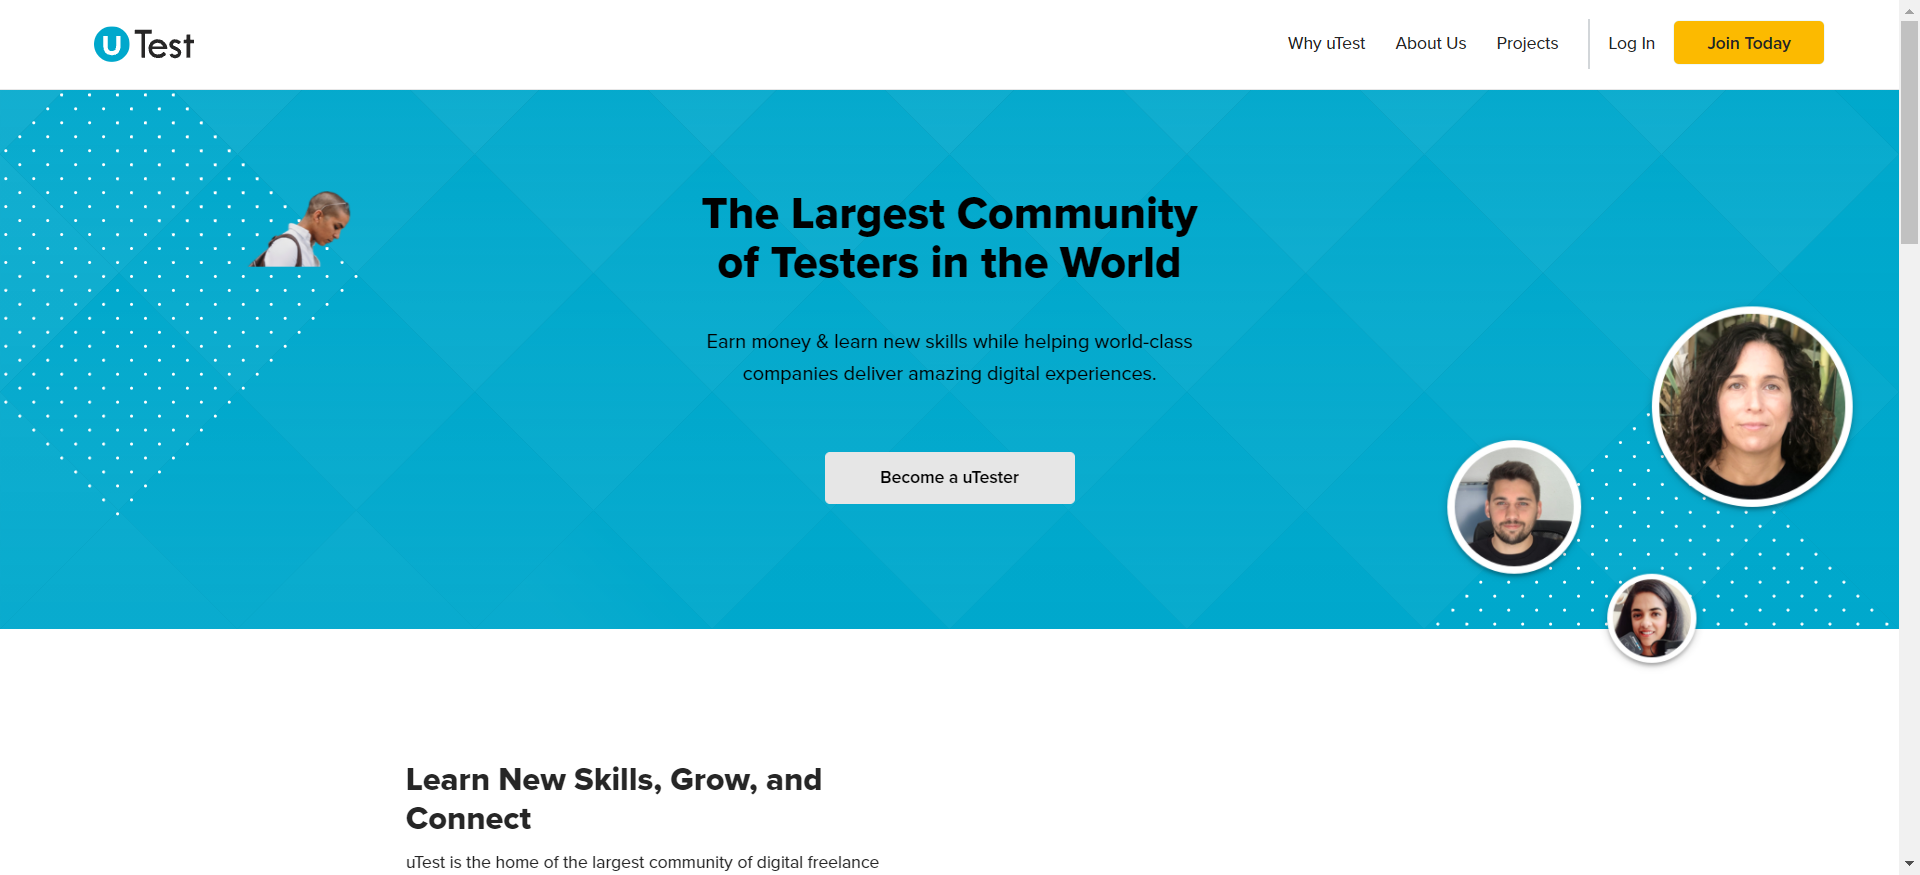 uTest
Why uTest
About Us
Projects
Log In
Join Today
The Largest Community
of Testers in the World
Earn money & learn new skills while helping world-class
companies deliver amazing digital experiences.
Become a uTester
Learn New Skills, Grow, and
Connect
uTest is the home of the largest community of digital freelance